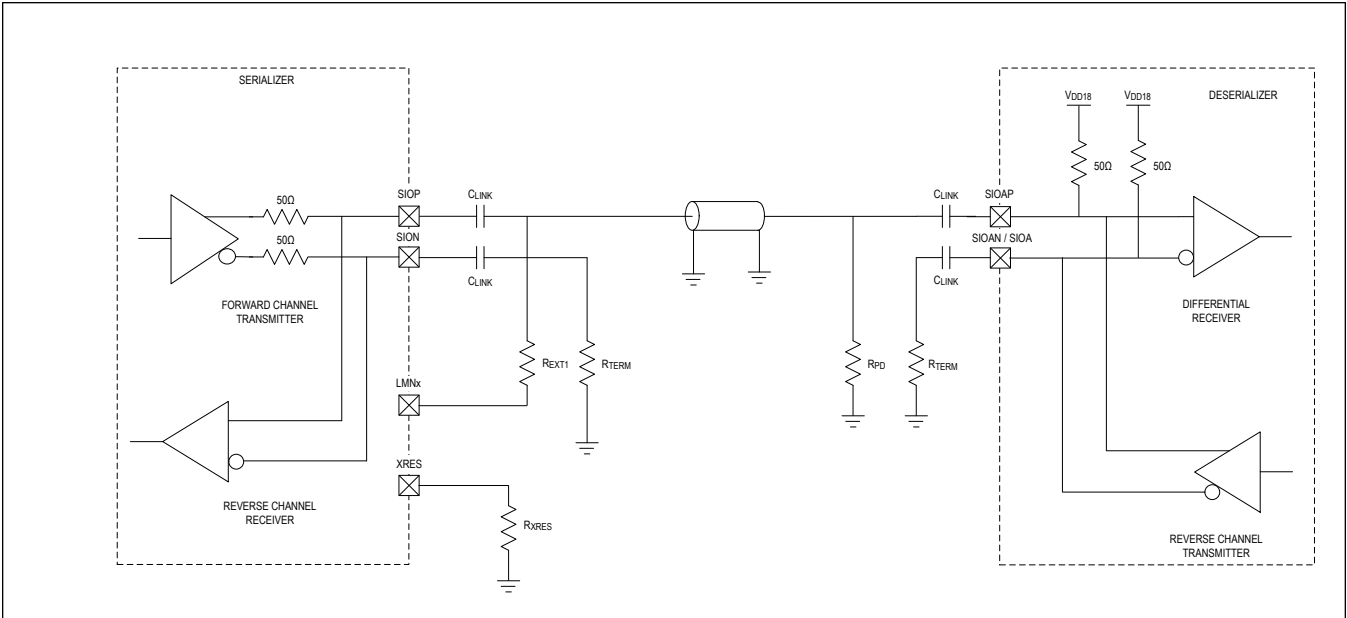 SERIALIZER
DESERIALIZER
VDD18
VDD18
50Ω
50Ω
50Ω
50Ω
SIOP
SION
CLINK
CLINK
CLINK
CLINK
SIOAP
SIOAN / SIOA
FORWARD CHANNEL
TRANSMITTER
DIFFERENTIAL
RECEIVER
REXT1
RTERM
RPD
RTERM
LMNx
XRES
RXRES
REVERSE CHANNEL
RECEIVER
REVERSE CHANNEL
TRANSMITTER